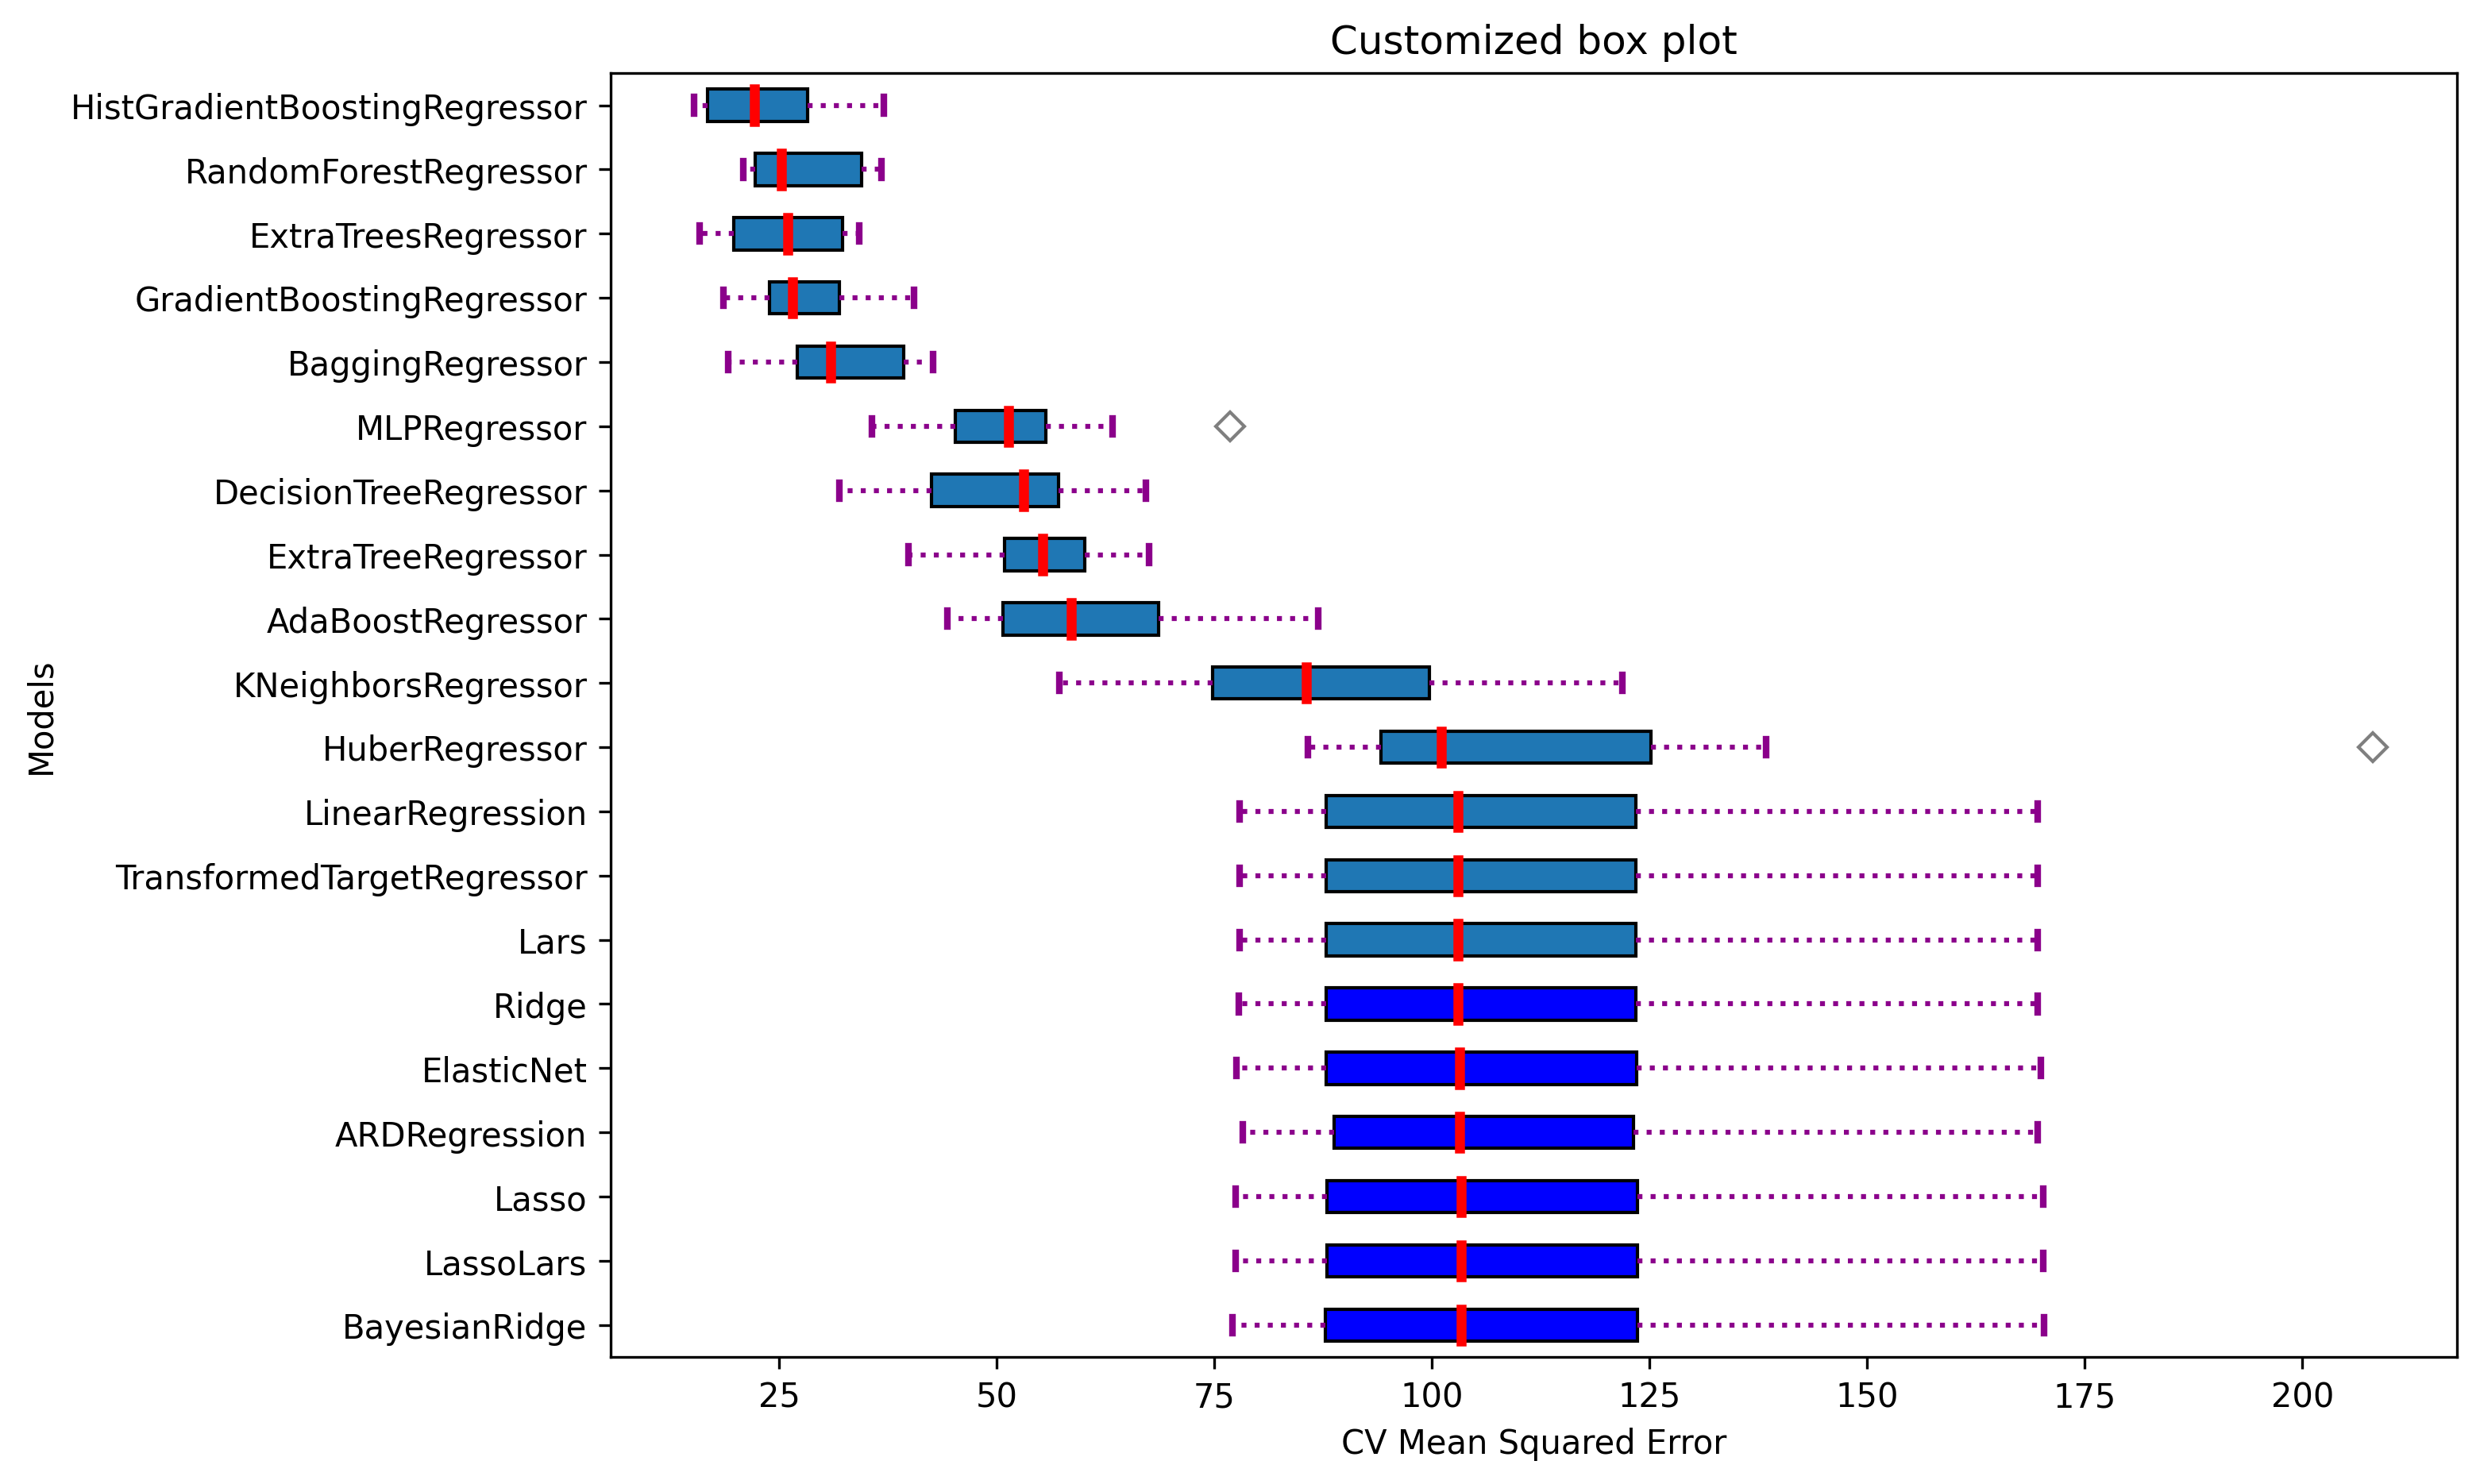 Customized box plot
HistGradientBoostingRegressor
RandomForestRegressor
ExtraTreesRegressor
GradientBoostingRegressor
BaggingRegressor
MLPRegressor
DecisionTreeRegressor
ExtraTreeRegressor
AdaBoostRegressor
KNeighborsRegressor
HuberRegressor
LinearRegression
TransformedTargetRegressor
Lars
Ridge
ElasticNet
ARDRegression
Lasso
LassoLars
BayesianRidge
Models
25 50 75 100 125 150 175 200
CV Mean Squared Error